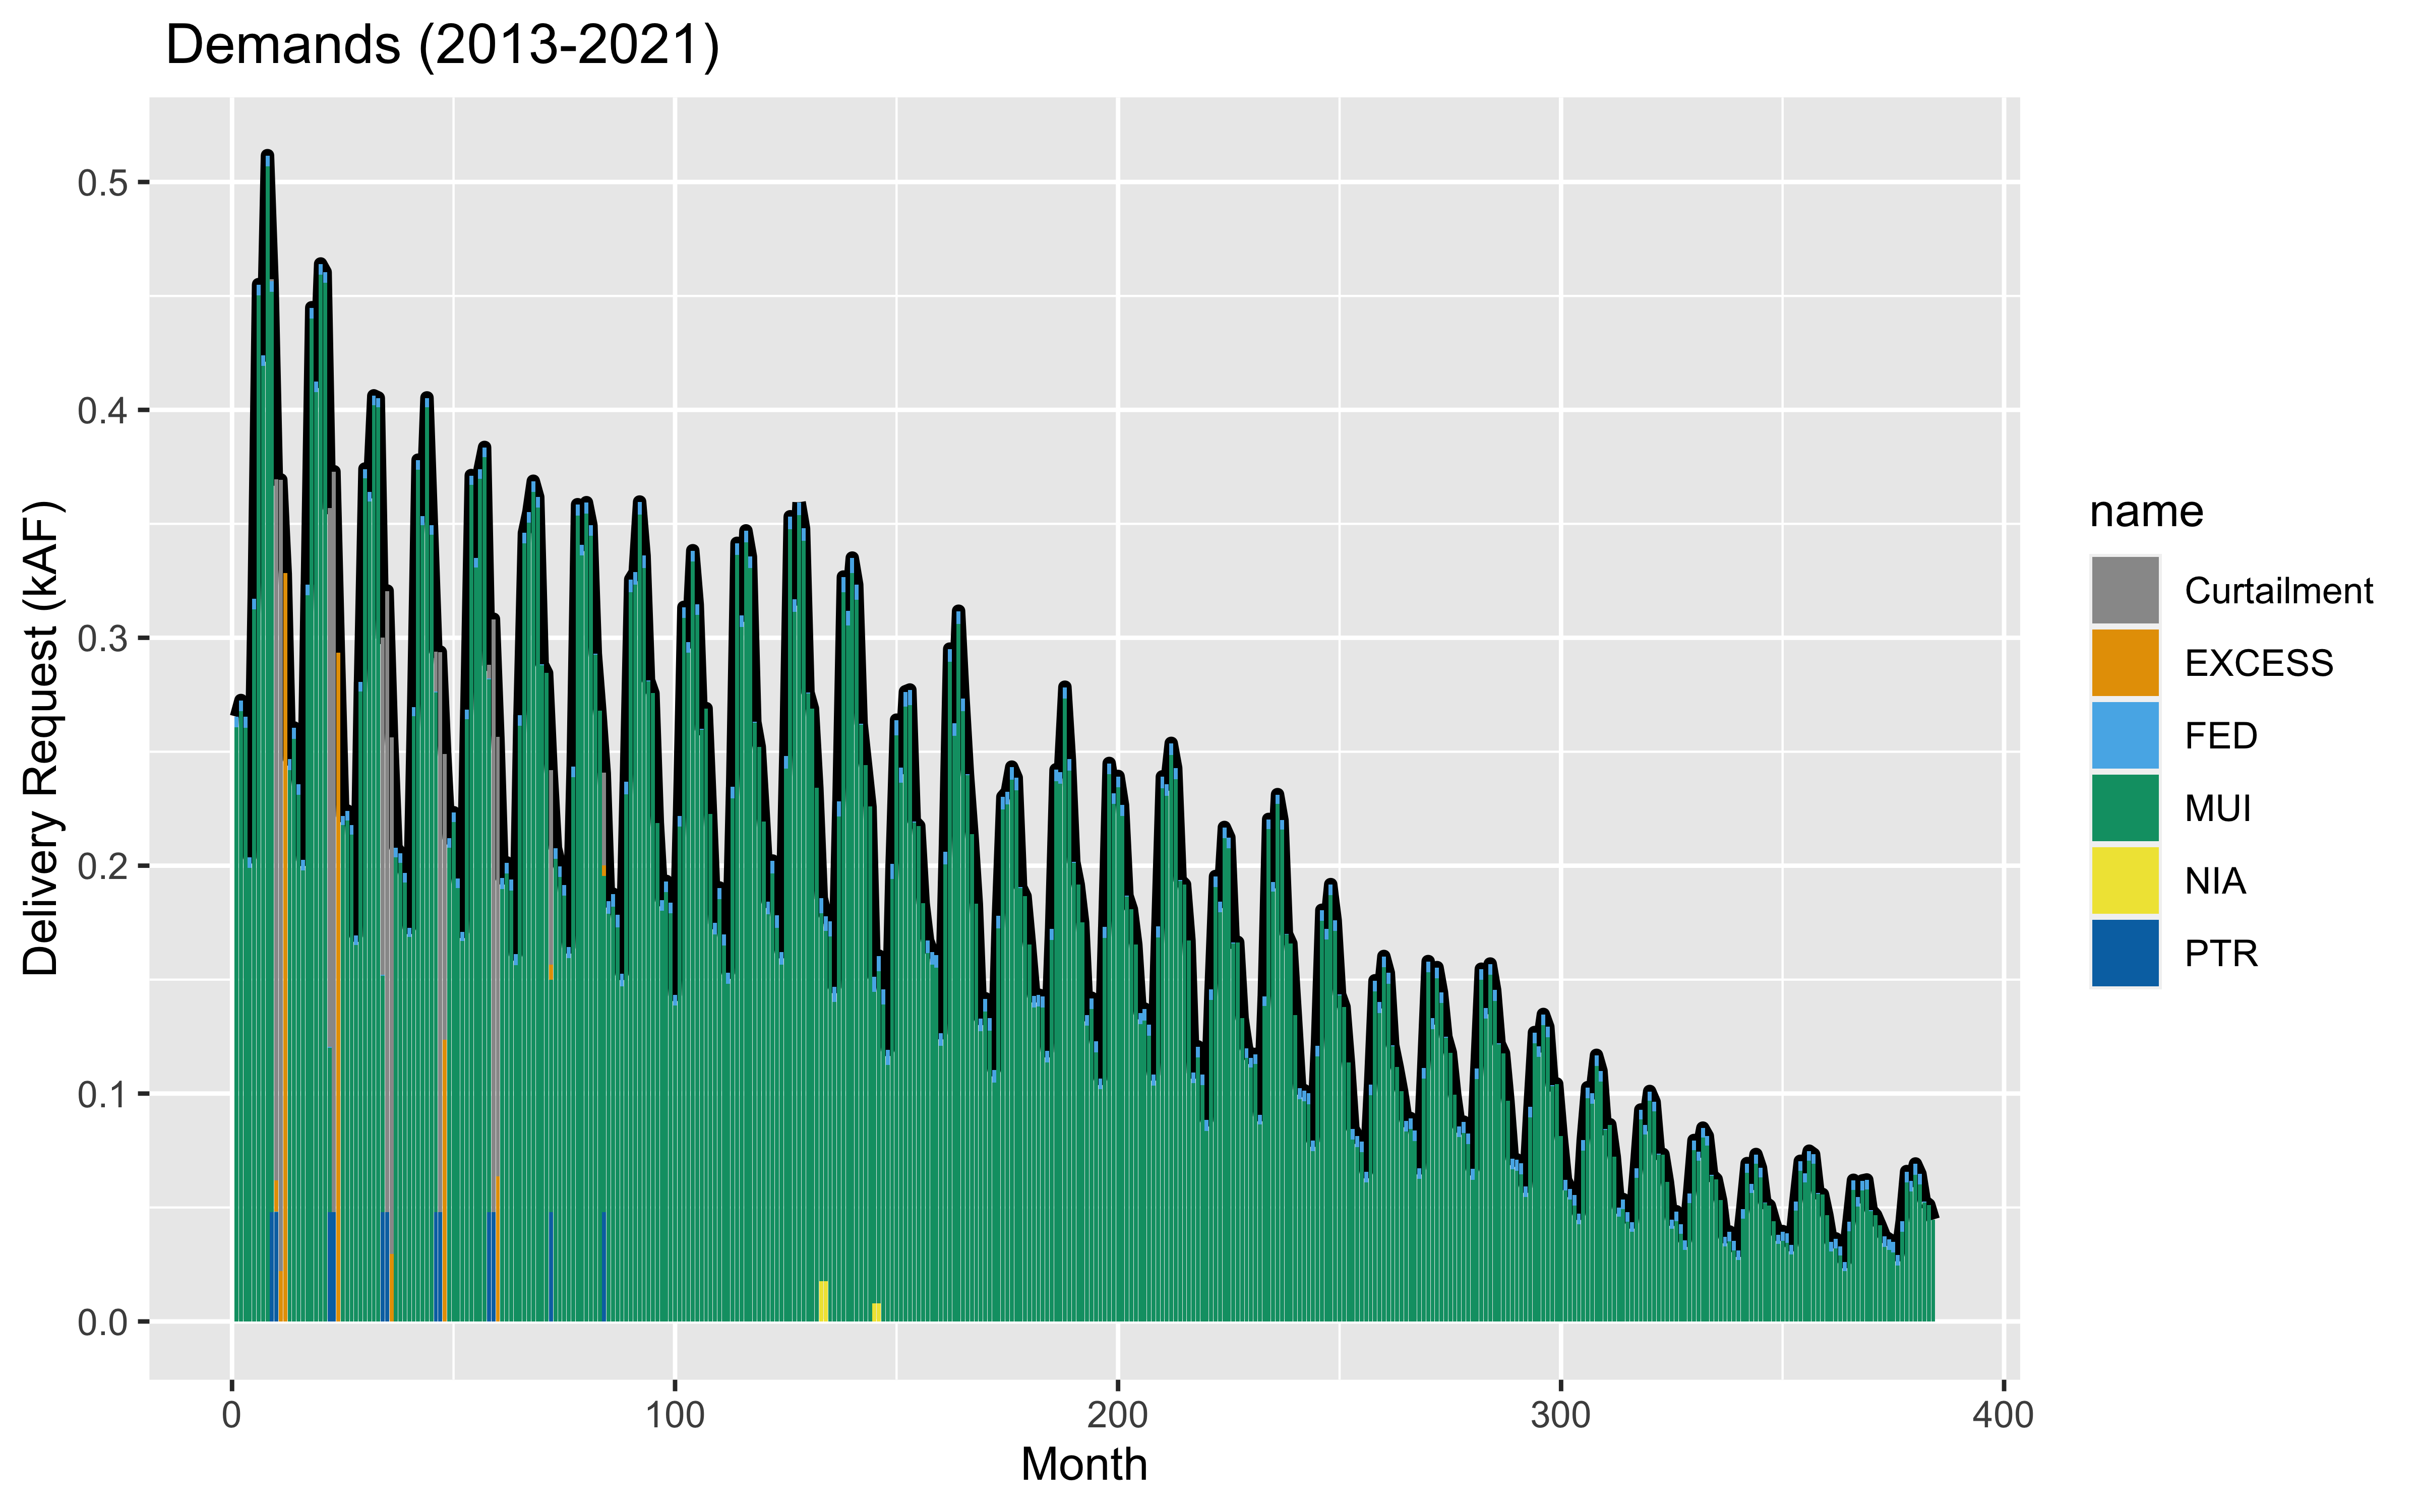 Demands (2013-2021)
Delivery Request (kAF)
0.5
0.4
0.3
0.2
0.1
0.0
0 100 200 300 400
Month
name
Curtailment
EXCESS
FED
MUI
NIA
PTR